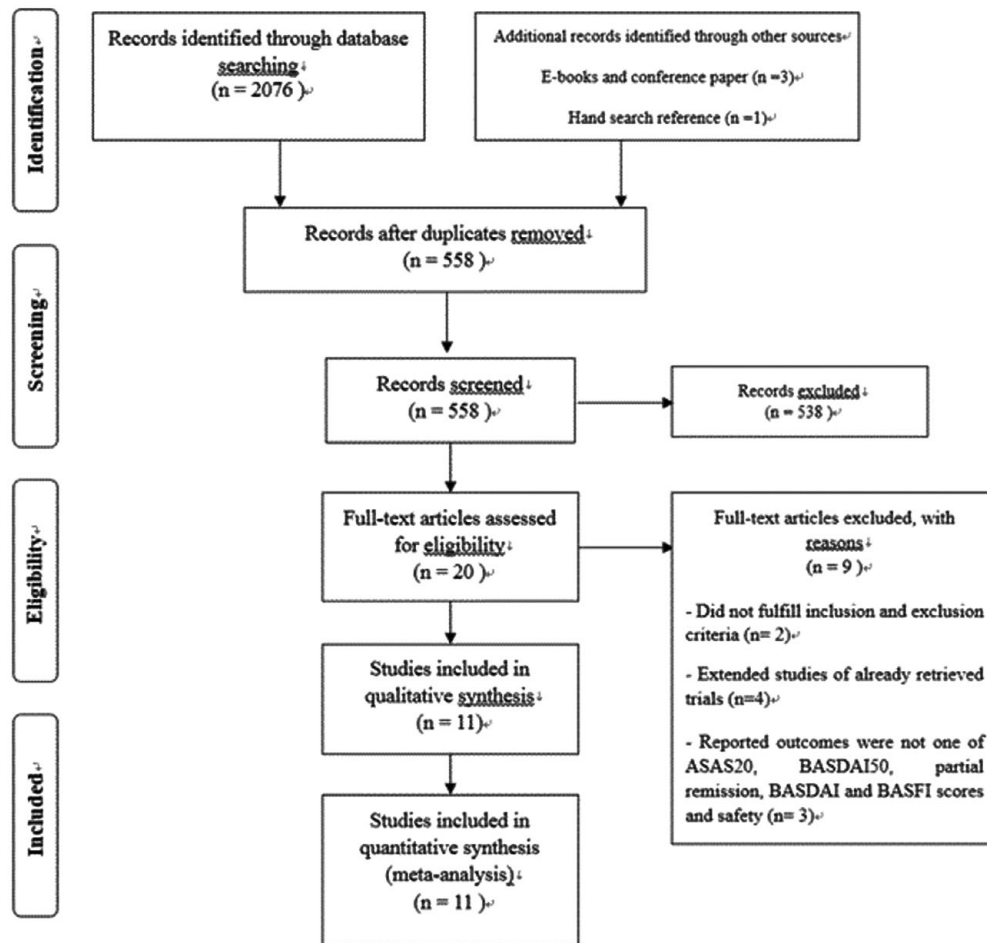 Identification
Records identified through database
searching↓
(n = 2076)↵
Additional records identified through other sources↵
E-books and conference paper (n =3)↵
Hand search reference (n =1)↵
Records after duplicates removed↓
(n = 558 )↵
Screening
Records screened↓
(n = 558)↵
Records excluded↓
(n = 538)↵
Eligibility
Full-text articles assessed
for eligibility↓
(n = 20)↵
Full-text articles excluded, with
reasons↓
(n = 9 )↵
- Did not fulfill inclusion and exclusion
criteria (n= 2)↵
- Extended studies of already retrieved
trials (n=4)↵
- Reported outcomes were not one of
ASAS20, BASDAI50, partial
remission, BASDAI and BASFI scores
and safety (n= 3)↵
Studies included in
qualitative synthesis↓
(n = 11)↵
Included↵
Studies included in
quantitative synthesis
(meta-analysis)↓
(n = 11 )↵